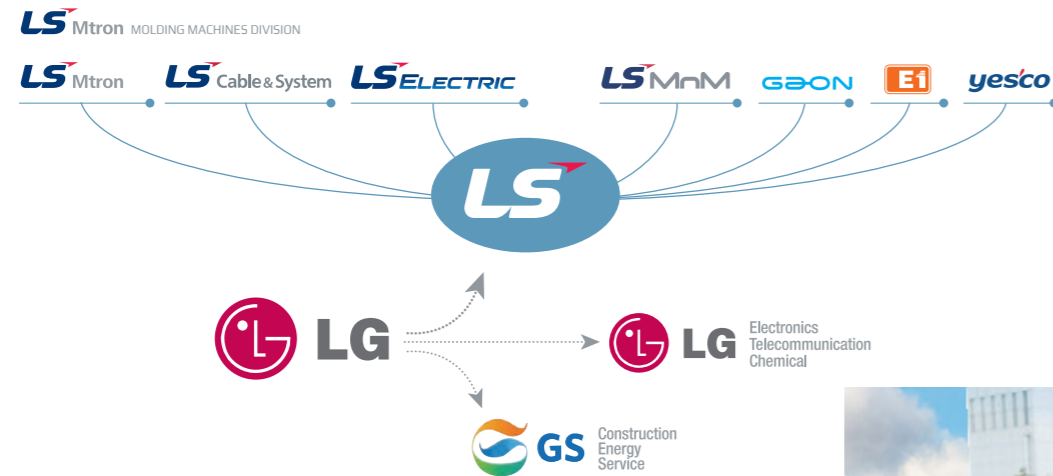 LS Mtron MOLDING MACHINES DIVISION
LS Mtron LS Cable & System LS ELECTRIC LS MnM GAON E1 yesco
LS
LG
LG
Electronics
Telecommunication
Chemical
GS
Construction
Energy
Service